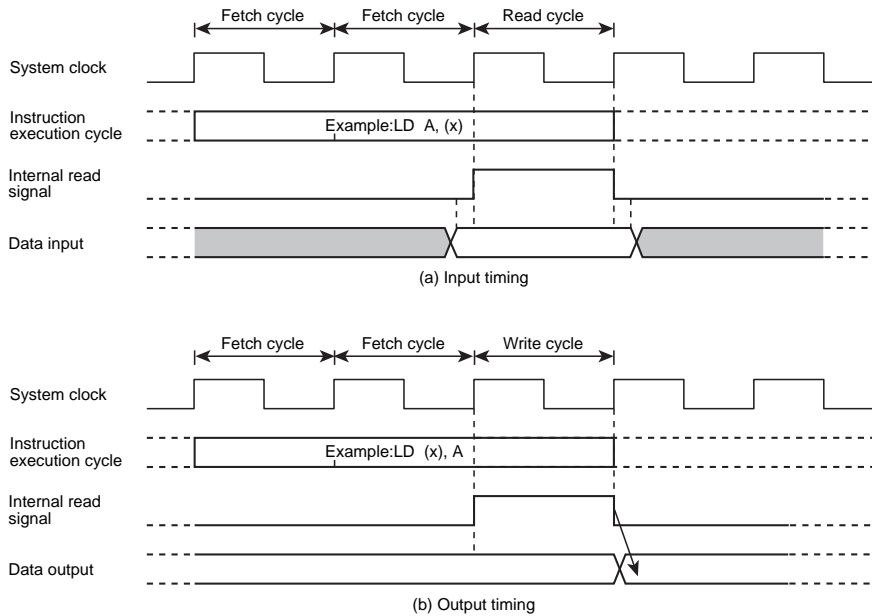 Fetch cycle Fetch cycle Read cycle
System clock
Instruction
execution cycle
Example:LD A, (x)
Internal read
signal
Data input
(a) Input timing
Fetch cycle Fetch cycle Write cycle
System clock
Instruction
execution cycle
Example:LD (x), A
Internal read
signal
Data output
(b) Output timing